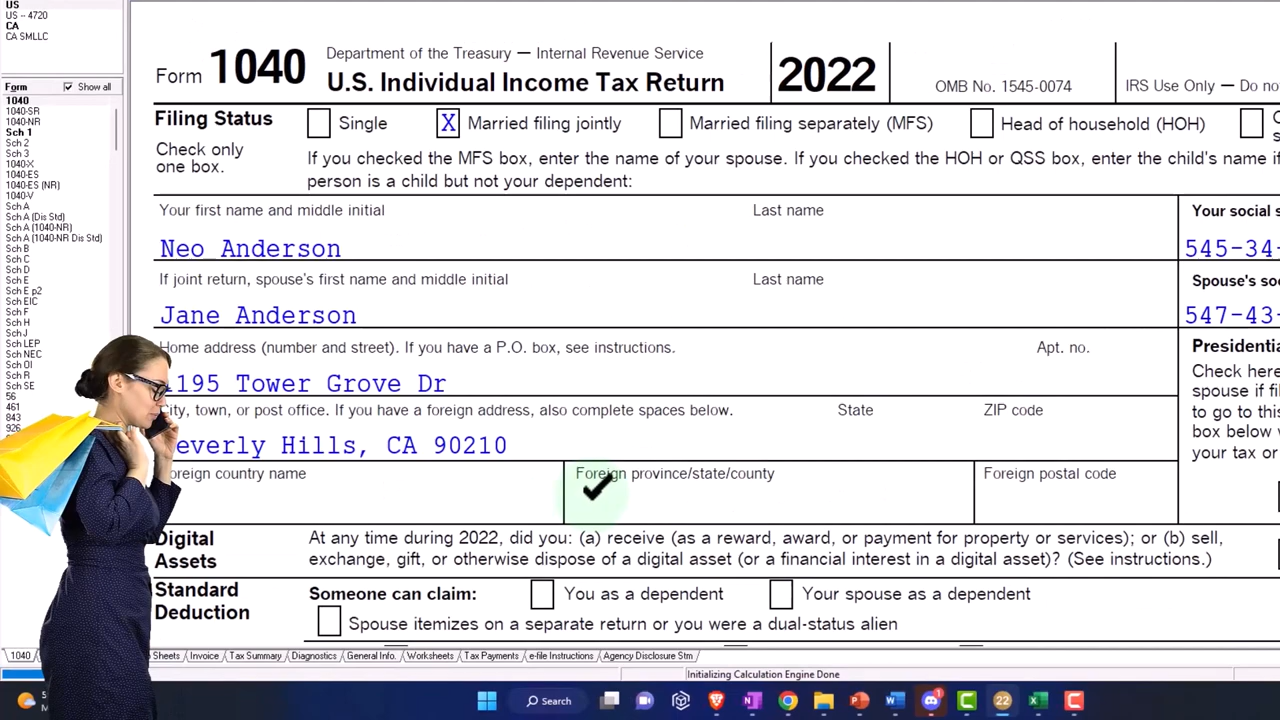 US
US -- 4720
CA
CA SMLLC
Form Show all
1040
1040-SR
1040-NR
Sch 1
Sch 2
Sch 3
1040-X
1040-ES
1040-ES (NR)
1040-V
Sch A
Sch A (Dis Std)
Sch A (1040-NR)
Sch A (1040-NR Dis Std)
Sch B
Sch C
Sch D
Sch E
Sch E p2
Sch EIC
Sch F
Sch H
Sch J
Sch LEP
Sch NEC
Sch OI
Sch R
Sch SE
56
461
843
926
Form 1040
Department of the Treasury — Internal Revenue Service
U.S. Individual Income Tax Return
2022
OMB No. 1545-0074
IRS Use Only – Do no
Filing Status
Check only
one box.
Single X Married filing jointly Married filing separately (MFS) Head of household (HOH)
If you checked the MFS box, enter the name of your spouse. If you checked the HOH or QSS box, enter the child's name if
person is a child but not your dependent:
Your first name and middle initial Last name Your social s
Neo Anderson 545-34-
If joint return, spouse's first name and middle initial Last name Spouse's soc
Jane Anderson 547-43-
Home address (number and street). If you have a P.O. box, see instructions. Apt. no.
1195 Tower Grove Dr
City, town, or post office. If you have a foreign address, also complete spaces below. State ZIP code
everly Hills, CA 90210
oreign country name Foreign province/state/county Foreign postal code
Presidentia
Check here
spouse if fil
to go to this
box below w
your tax or
Digital
Assets
At any time during 2022, did you: (a) receive (as a reward, award, or payment for property or services); or (b) sell,
exchange, gift, or otherwise dispose of a digital asset (or a financial interest in a digital asset)? (See instructions.)
Standard
Deduction
Someone can claim: You as a dependent Your spouse as a dependent
Spouse itemizes on a separate return or you were a dual-status alien
1040 Sheets Invoice Tax Summary Diagnostics General Info. Worksheets Tax Payments e-file Instructions Agency Disclosure Stm
Initializing Calculation Engine Done
Search
22